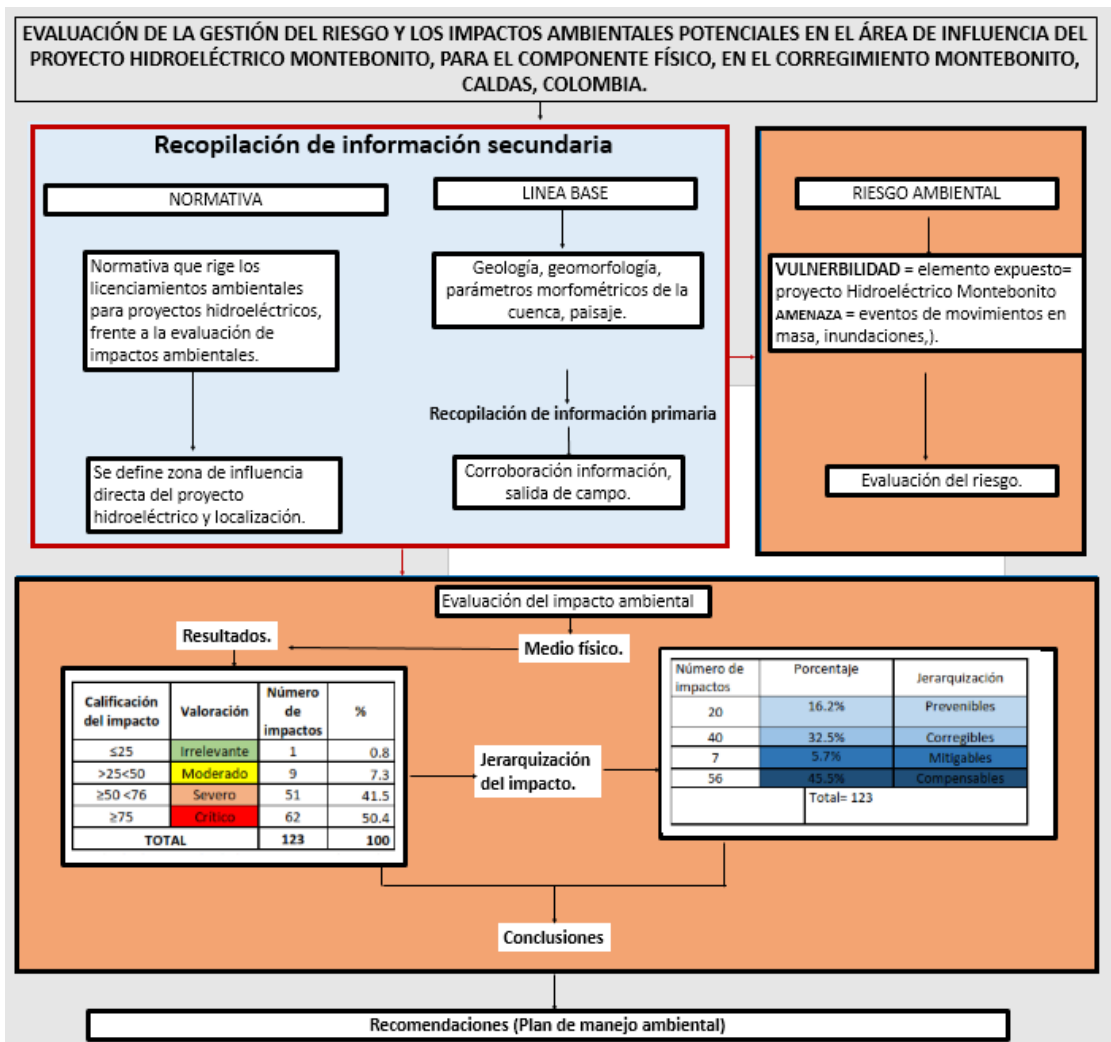 EVALUACIÓN DE LA GESTIÓN DEL RIESGO Y LOS IMPACTOS AMBIENTALES POTENCIALES EN EL ÁREA DE INFLUENCIA DEL
PROYECTO HIDROELÉCTRICO MONTEBONITO, PARA EL COMPONENTE FÍSICO, EN EL CORREGIMIENTO MONTEBONITO,
CALDAS, COLOMBIA.
Recopilación de información secundaria
NORMATIVA
Normativa que rige los
licenciamientos ambientales
para proyectos hidroeléctricos,
frente a la evaluación de
impactos ambientales.
Se define zona de influencia
directa del proyecto
hidroeléctrico y localización.
LINEA BASE
Geología, geomorfología,
parámetros morfométricos de la
cuenca, paisaje.
Recopilación de información primaria
Corroboración información,
salida de campo.
RIESGO AMBIENTAL
VULNERBILIDAD = elemento expuesto=
proyecto Hidroeléctrico Montebonito
AMENAZA = eventos de movimientos en
masa, inundaciones,).
Evaluación del riesgo.
Evaluación del impacto ambiental
Medio físico.
Resultados.
Calificación del impacto Valoración Número de impactos %
≤25 Irrelevante 1 0.8
>25<50 Moderado 9 7.3
≥50 <76 Severo 51 41.5
≥75 Crítico 62 50.4
TOTAL 123 100
Jerarquización
del impacto.
Número de impactos Porcentaje Jerarquización
20 16.2% Prevenibles
40 32.5% Corregibles
7 5.7% Mitigables
56 45.5% Compensables
Total= 123
Conclusiones
Recomendaciones (Plan de manejo ambiental)